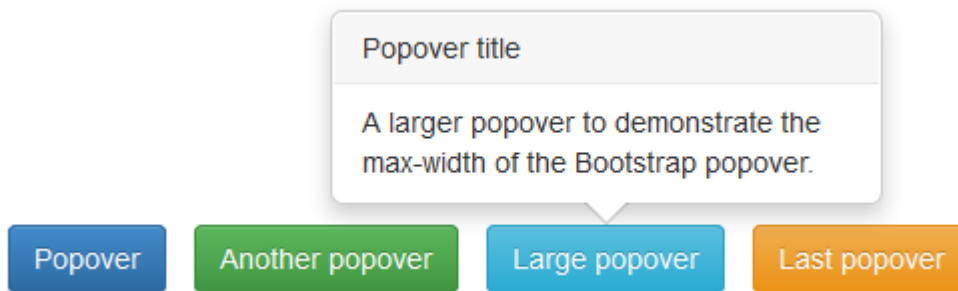 Popover title
A larger popover to demonstrate the
max-width of the Bootstrap popover.
Popover Another popover Large popover Last popover